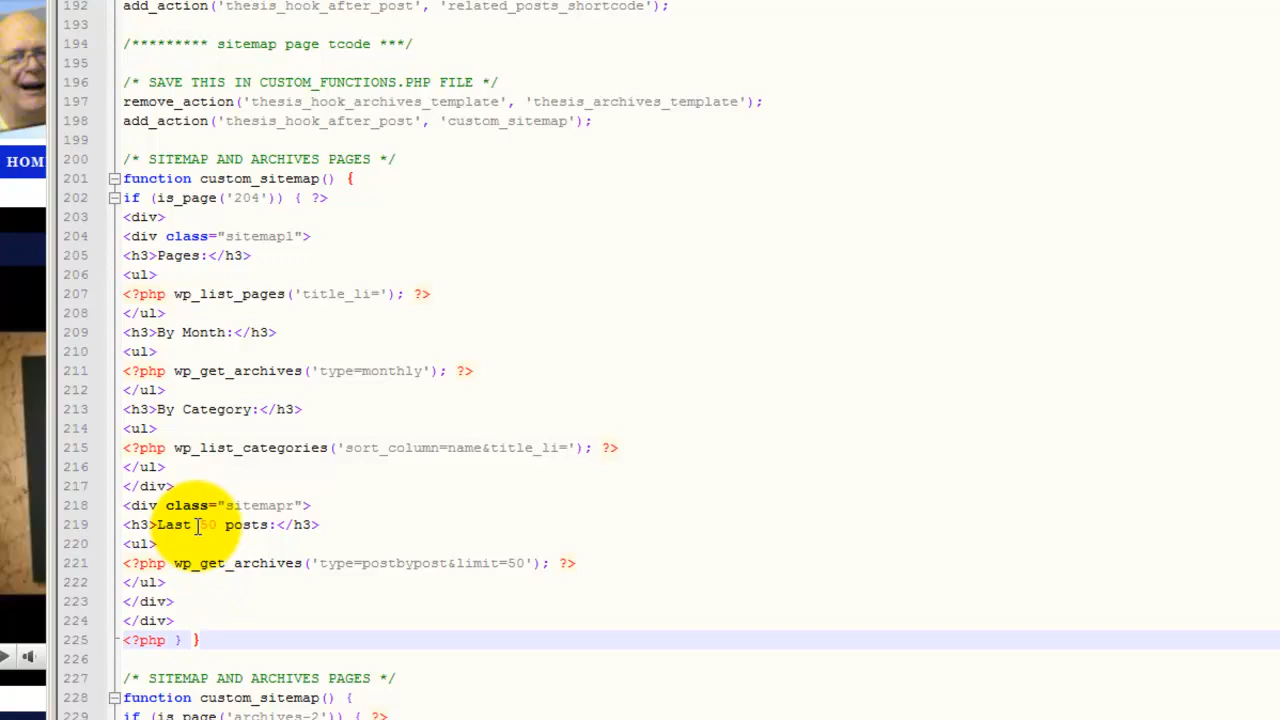 192 add_action('thesis_hook_after_post', 'related_posts_shortcode');
193
194 /********* sitemap page tcode ***/
195
196 /* SAVE THIS IN CUSTOM_FUNCTIONS.PHP FILE */
197 remove_action('thesis_hook_archives_template', 'thesis_archives_template');
198 add_action('thesis_hook_after_post', 'custom_sitemap');
199
200 /* SITEMAP AND ARCHIVES PAGES */
HOM
201 function custom_sitemap() {
202 if (is_page('204')) { ?>
203 <div>
204 <div class="sitemapl">
205 <h3>Pages:</h3>
206 <ul>
207 <?php wp_list_pages('title_li='); ?>
208 </ul>
209 <h3>By Month:</h3>
210 <ul>
211 <?php wp_get_archives('type=monthly'); ?>
212 </ul>
213 <h3>By Category:</h3>
214 <ul>
215 <?php wp_list_categories('sort_column=name&title_li='); ?>
216 </ul>
217 </div>
218 <div class="sitemapr">
219 <h3>Last 50 posts:</h3>
220 <ul>
221 <?php wp_get_archives('type=postbypost&limit=50'); ?>
222 </ul>
223 </div>
224 </div>
225 <?php } }
226
227 /* SITEMAP AND ARCHIVES PAGES */
228 function custom_sitemap() {
229 if (is_page('archives-2')) { ?>